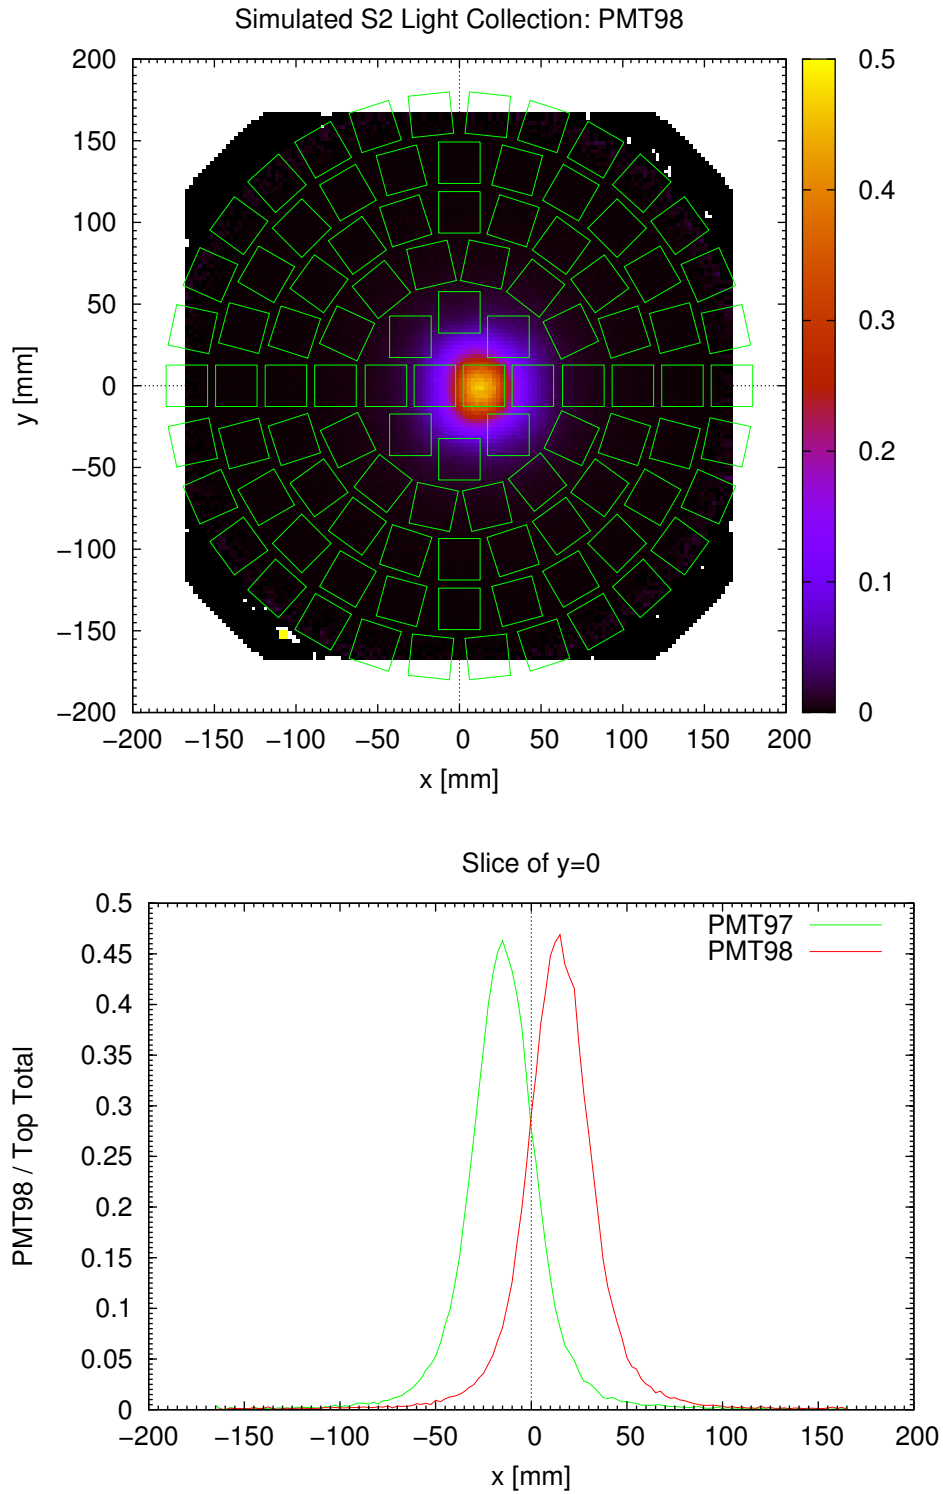 Simulated S2 Light Collection: PMT98
200
150
100
50
0
−50
−100
−150
−200
y [mm]
−200 −150 −100 −50 0 50 100 150 200
x [mm]
0.5
0.4
0.3
0.2
0.1
0
Slice of y=0
PMT97
PMT98
0.5
0.45
0.4
0.35
0.3
0.25
0.2
0.15
0.1
0.05
0
PMT98 / Top Total
−200 −150 −100 −50 0 50 100 150 200
x [mm]